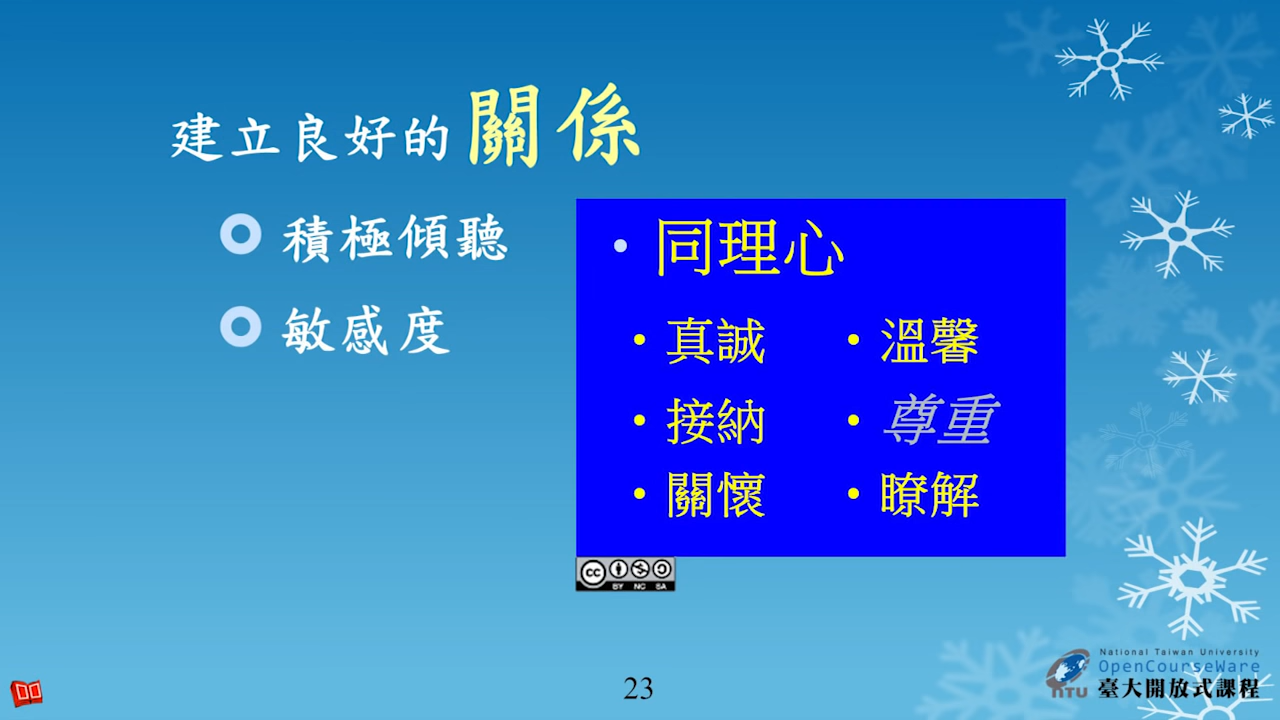 建立良好的關係
積極傾聽
敏感度
• 同理心
• 真誠 • 溫馨
• 接納 • 尊重
• 關懷 • 瞭解
cc BY NC SA
23
National Taiwan University
OpenCourseWare
NTU 臺大開放式課程